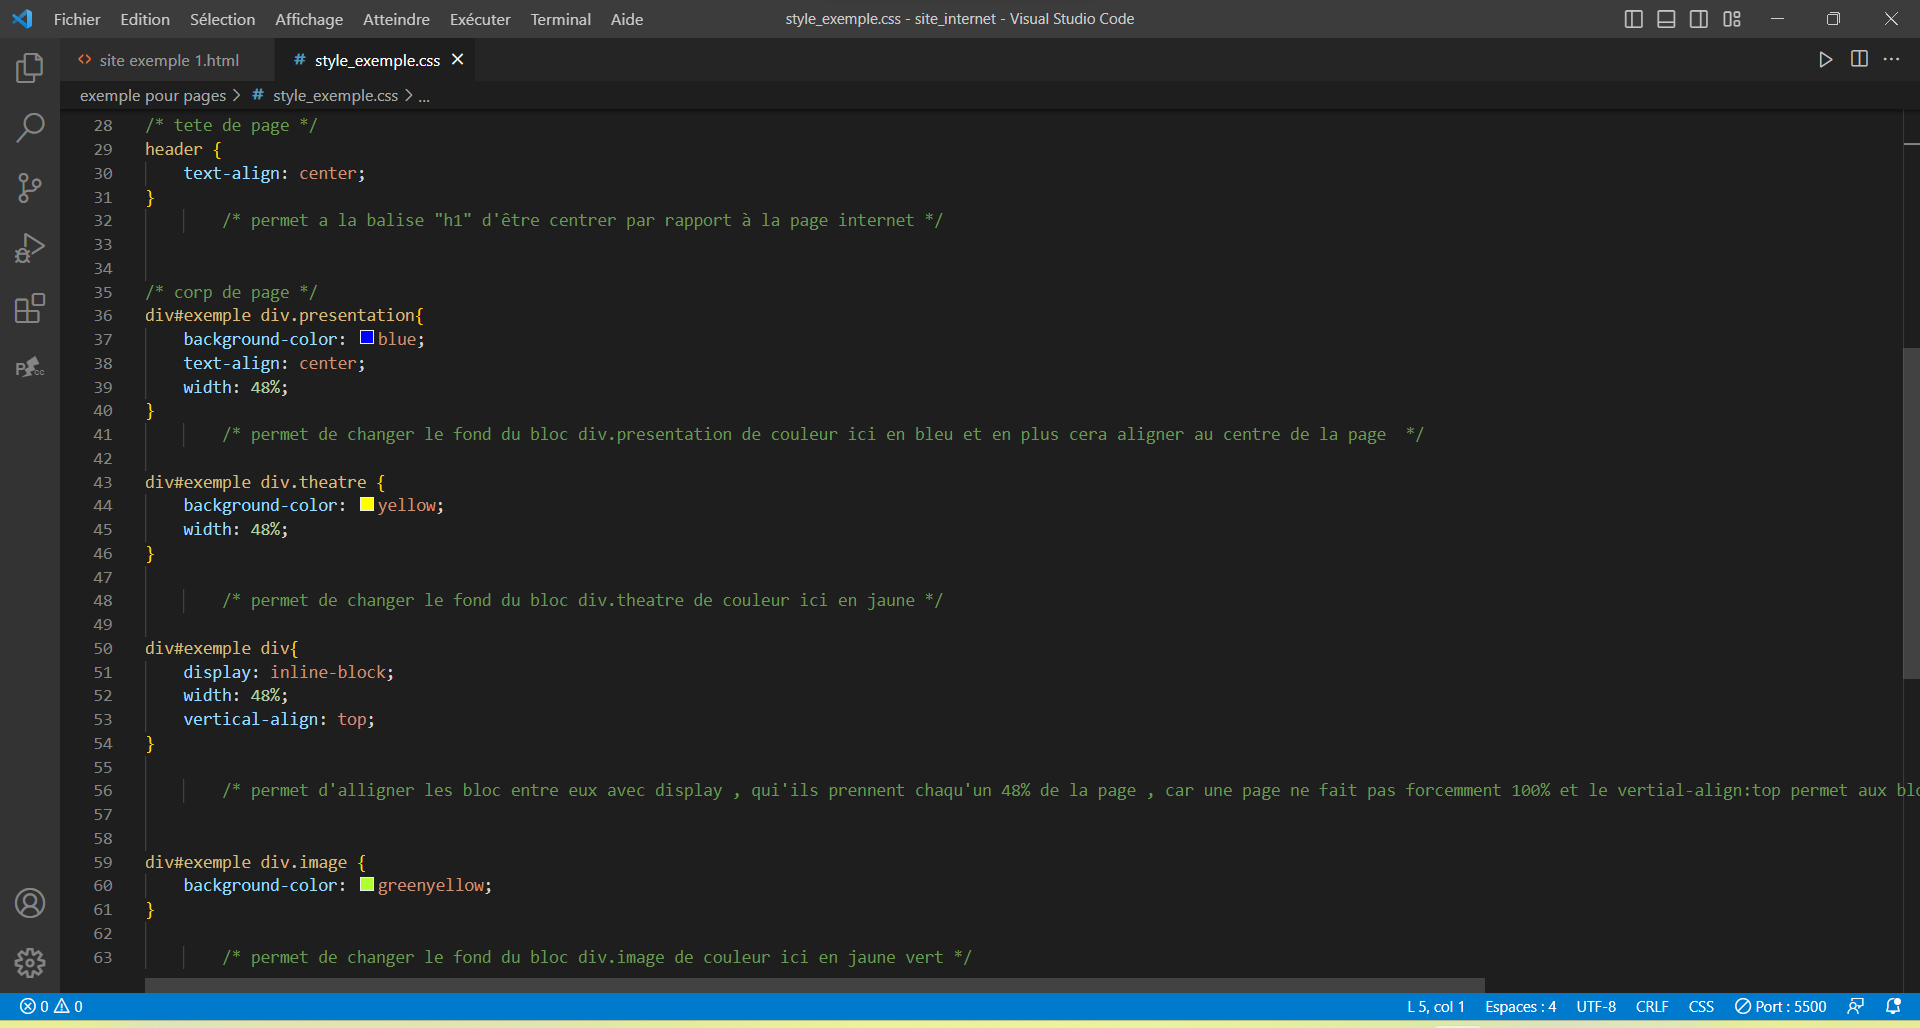 Fichier Edition Sélection Affichage Atteindre Exécuter Terminal Aide
style_exemple.css - site_internet - Visual Studio Code
<> site exemple 1.html
# style_exemple.css
exemple pour pages > # style_exemple.css > ...
28 /* tete de page */
29 header {
30 text-align: center;
31 }
32 /* permet a la balise "h1" d'être centrer par rapport à la page internet */
33
34
35 /* corp de page */
36 div#exemple div.presentation{
37 background-color: blue;
38 text-align: center;
39 width: 48%;
40 }
41 /* permet de changer le fond du bloc div.presentation de couleur ici en bleu et en plus cera aligner au centre de la page  */
42
43 div#exemple div.theatre {
44 background-color: yellow;
45 width: 48%;
46 }
47
48 /* permet de changer le fond du bloc div.theatre de couleur ici en jaune */
49
50 div#exemple div{
51 display: inline-block;
52 width: 48%;
53 vertical-align: top;
54 }
55
56 /* permet d'alligner les bloc entre eux avec display , qui'ils prennent chaqu'un 48% de la page , car une page ne fait pas forcemment 100% et le vertial-align:top permet aux blo
57
58
59 div#exemple div.image {
60 background-color: greenyellow;
61 }
62
63 /* permet de changer le fond du bloc div.image de couleur ici en jaune vert */
P cc
0 0
L 5, col 1 Espaces : 4 UTF-8 CRLF CSS Port : 5500